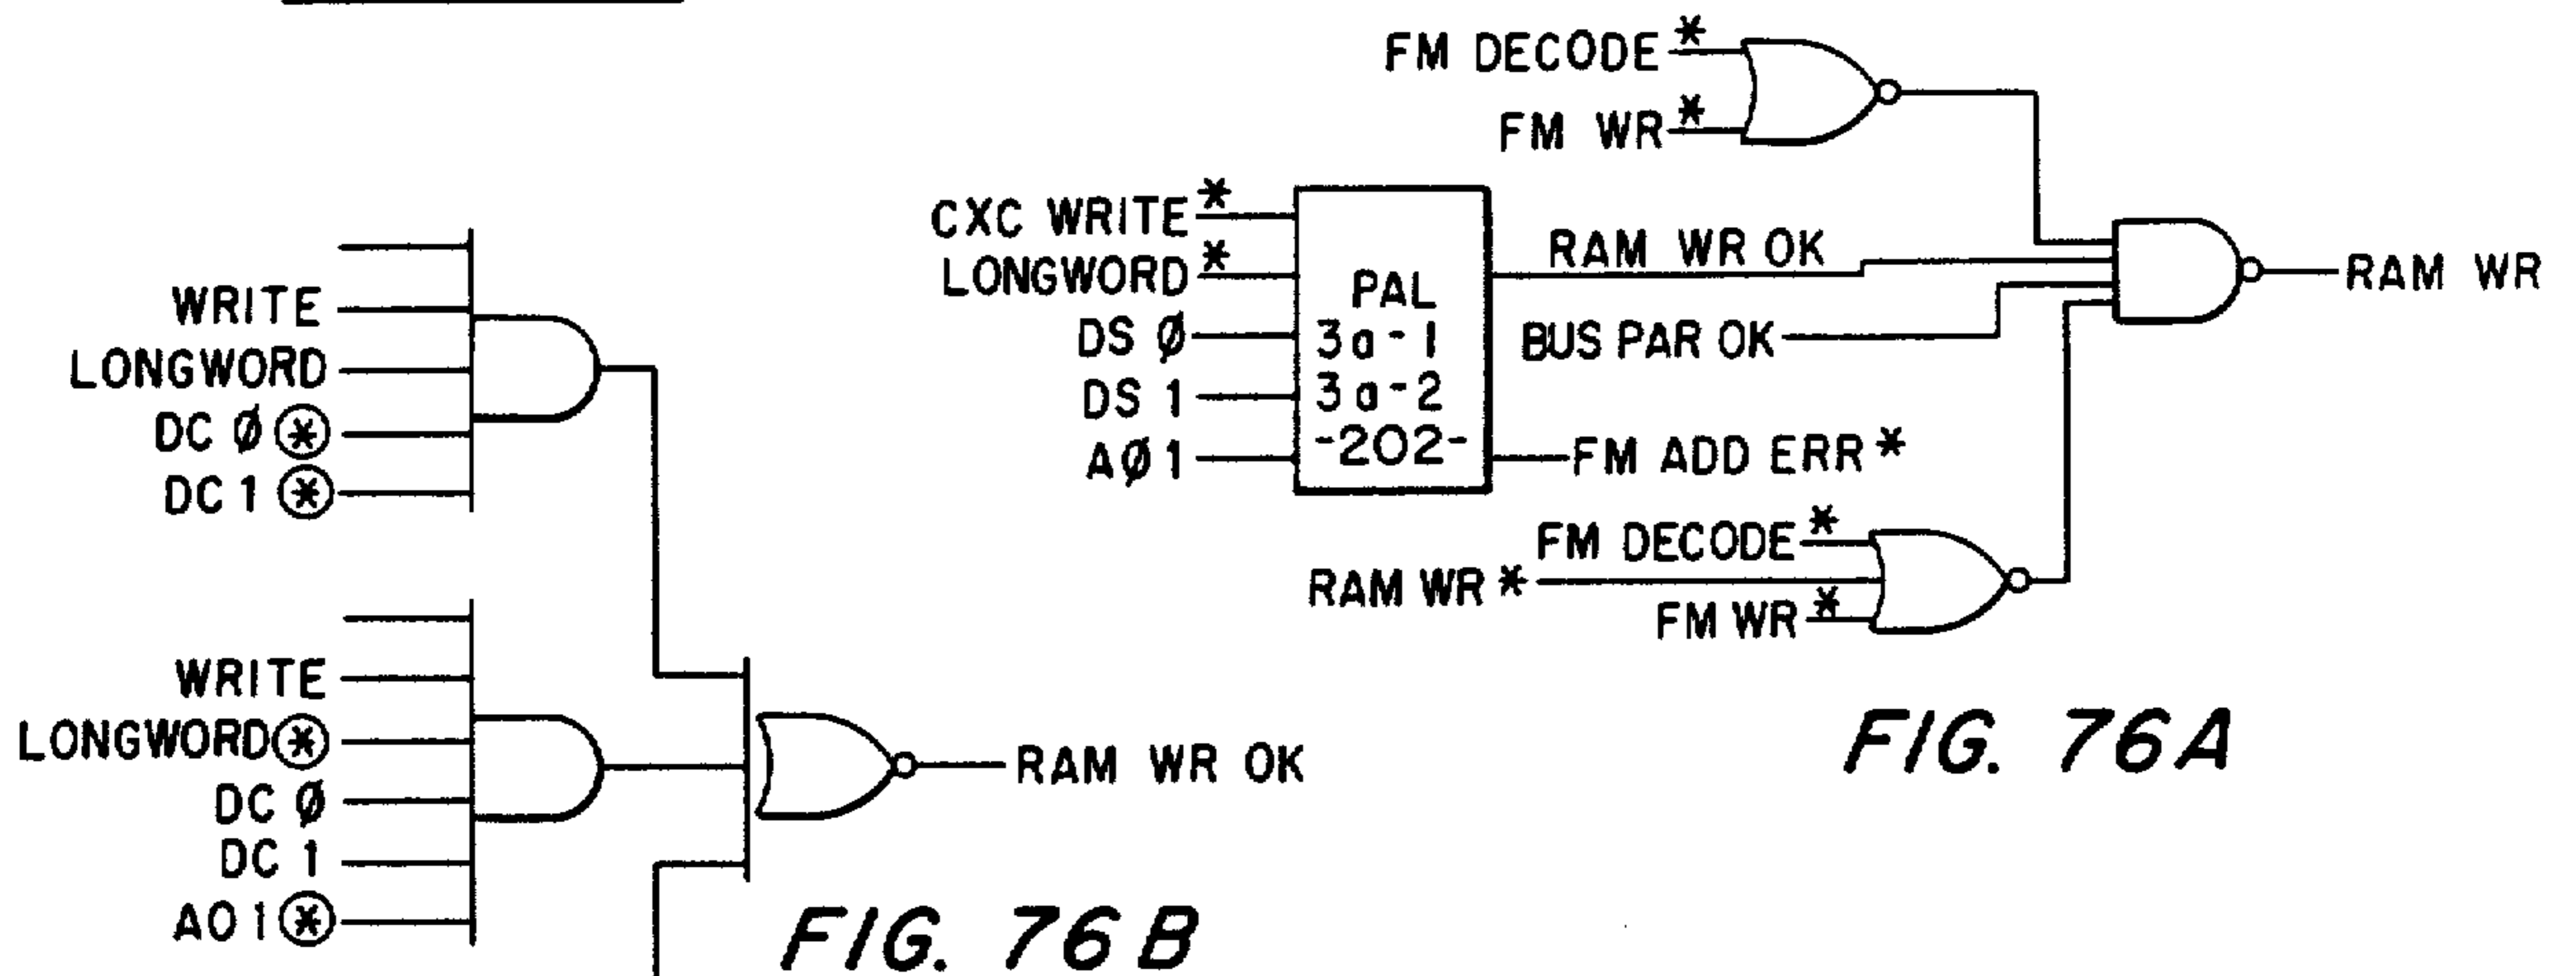 FM DECODE*
FM WR*
CXC WRITE*
LONGWORD*
DS Ø
DS 1
AØ1
PAL
3a-1
3a-2
-202-
RAM WR OK
BUS PAR OK
FM ADD ERR*
RAM WR
FM DECODE*
RAM WR*
FM WR*
FIG. 76A
WRITE
LONGWORD
DC Ø⊛
DC 1⊛
WRITE
LONGWORD⊛
DC Ø
DC 1
A01⊛
RAM WR OK
FIG. 76B